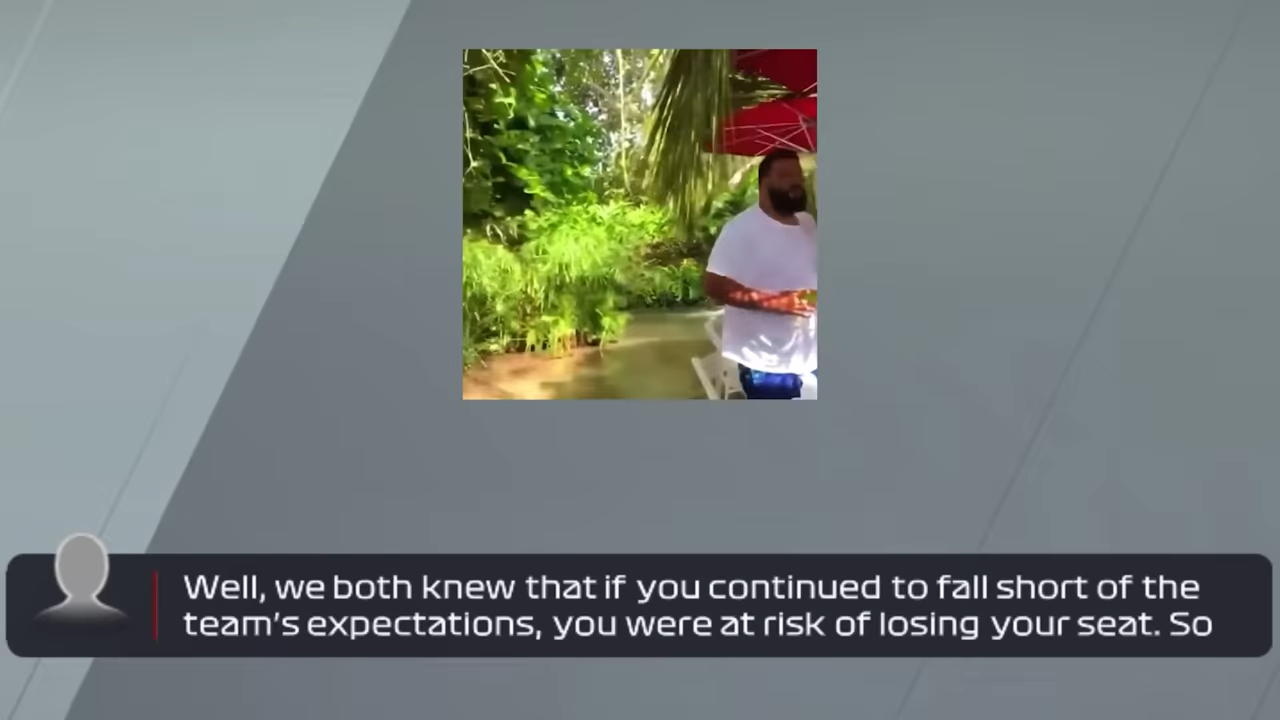 Well, we both knew that if you continued to fall short of the
team's expectations, you were at risk of losing your seat. So